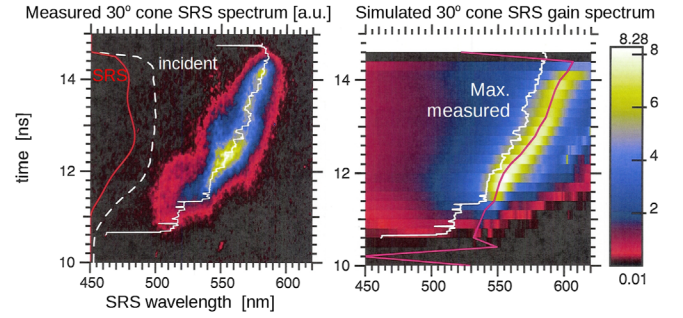 Measured 30º cone SRS spectrum [a.u.]
Simulated 30º cone SRS gain spectrum
SRS
incident
Max.
measured
time [ns]
14
12
10
450
500
550
600
SRS wavelength [nm]
14
12
10
450
500
550
600
8.28
8
6
4
2
0.01